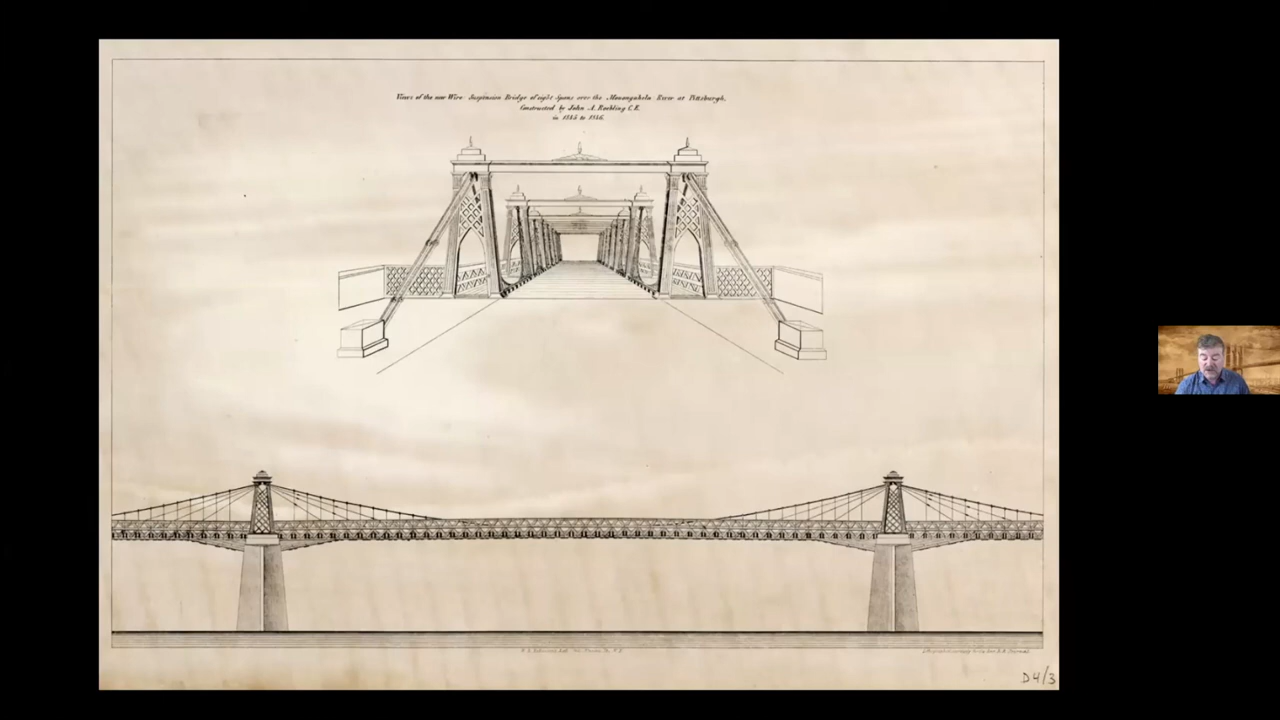 Views of the new Wire Suspension Bridge of eight Spans over the Monongahela River at Pittsburgh,
Constructed by John A. Roebling C.E.
in 1845 to 1846.
D4/3